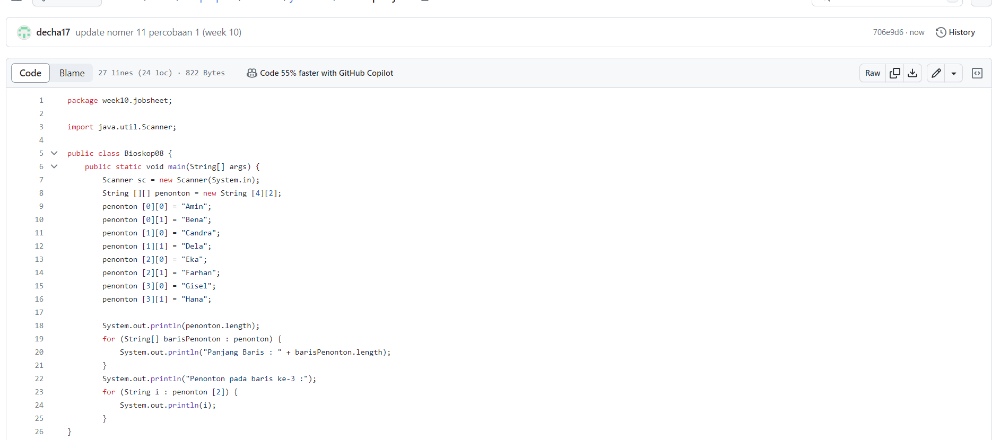 decha17 update nomer 11 percobaan 1 (week 10) 706e9d6 · now History
Code Blame 27 lines (24 loc) · 822 Bytes Code 55% faster with GitHub Copilot Raw
1 package week10.jobsheet;
2
3 import java.util.Scanner;
4
5 public class Bioskop08 {
6 public static void main(String[] args) {
7 Scanner sc = new Scanner(System.in);
8 String [][] penonton = new String [4][2];
9 penonton [0][0] = "Amin";
10 penonton [0][1] = "Bena";
11 penonton [1][0] = "Candra";
12 penonton [1][1] = "Dela";
13 penonton [2][0] = "Eka";
14 penonton [2][1] = "Farhan";
15 penonton [3][0] = "Gisel";
16 penonton [3][1] = "Hana";
17
18 System.out.println(penonton.length);
19 for (String[] barisPenonton : penonton) {
20 System.out.println("Panjang Baris : " + barisPenonton.length);
21 }
22 System.out.println("Penonton pada baris ke-3 :");
23 for (String i : penonton [2]) {
24 System.out.println(i);
25 }
26 }